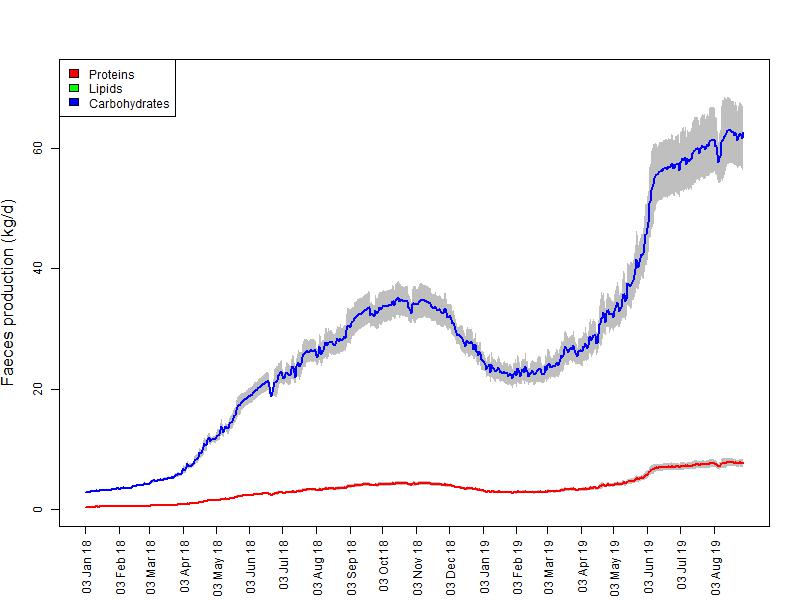 Proteins
Lipids
Carbohydrates
Faeces production (kg/d)
60
40
20
0
03 Jan 18
03 Feb 18
03 Mar 18
03 Apr 18
03 May 18
03 Jun 18
03 Jul 18
03 Aug 18
03 Sep 18
03 Oct 18
03 Nov 18
03 Dec 18
03 Jan 19
03 Feb 19
03 Mar 19
03 Apr 19
03 May 19
03 Jun 19
03 Jul 19
03 Aug 19